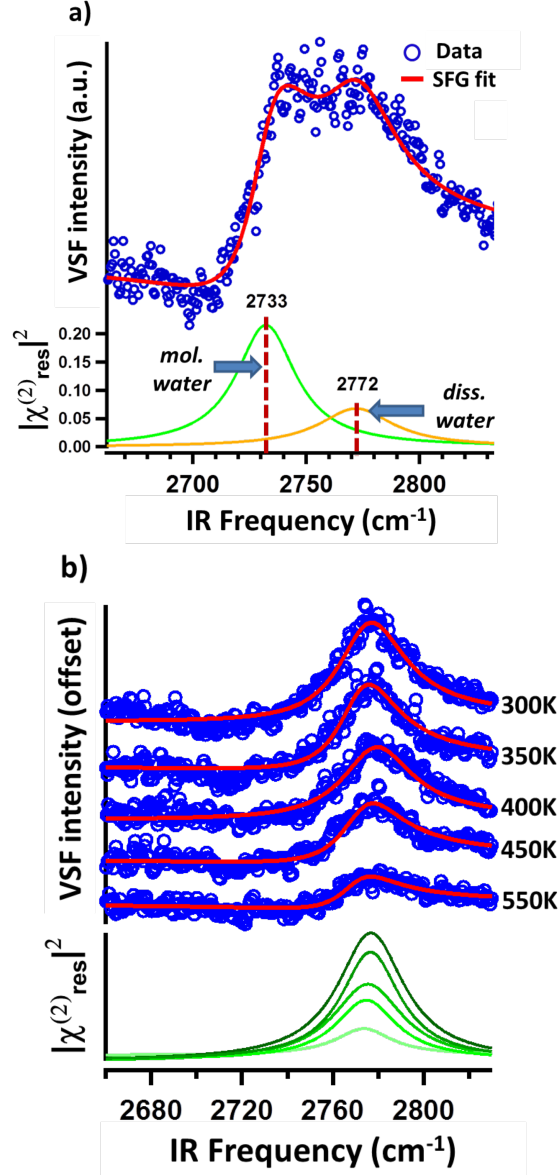 a)
VSF intensity (a.u.)
Data
SFG fit
|χ(2)res|2
0.20
0.15
0.10
0.05
0.00
2733
mol.
water
2772
diss.
water
2700
2750
2800
IR Frequency (cm-1)
b)
VSF intensity (offset)
300K
350K
400K
450K
550K
|χ(2)res|2
2680
2720
2760
2800
IR Frequency (cm-1)